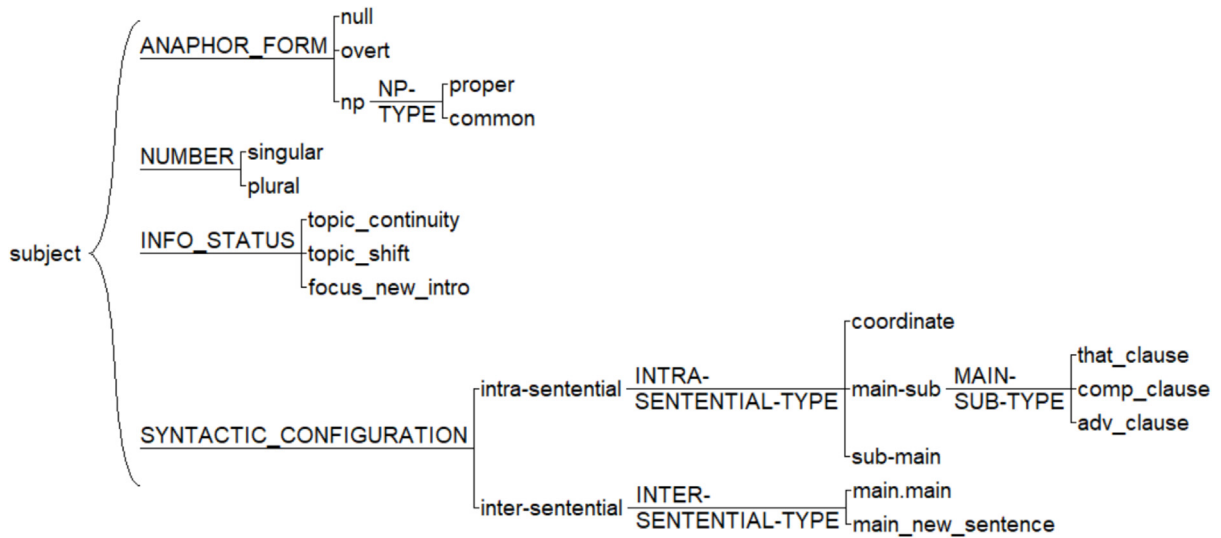 subject
ANAPHOR_FORM
null
overt
np
NP-
TYPE
proper
common
NUMBER
singular
plural
INFO_STATUS
topic_continuity
topic_shift
focus_new_intro
SYNTACTIC_CONFIGURATION
intra-sentential
INTRA-
SENTENTIAL-TYPE
coordinate
main-sub
MAIN-
SUB-TYPE
that_clause
comp_clause
adv_clause
sub-main
inter-sentential
INTER-
SENTENTIAL-TYPE
main.main
main_new_sentence